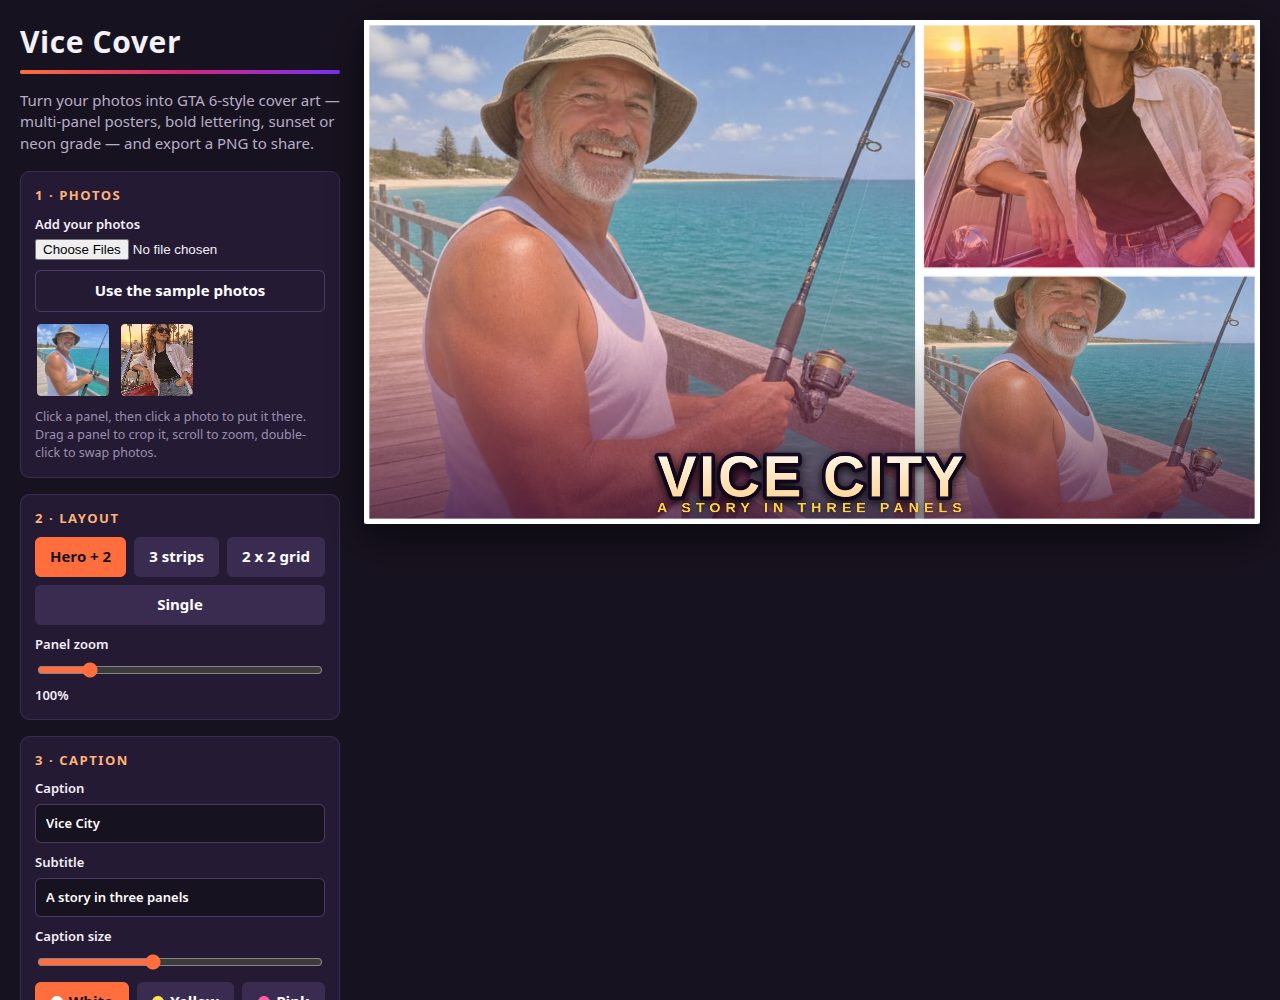 Vice Cover
Turn your photos into GTA 6-style cover art —
multi-panel posters, bold lettering, sunset or
neon grade — and export a PNG to share.
1 · PHOTOS
Add your photos
Choose Files No file chosen
Use the sample photos
Click a panel, then click a photo to put it there.
Drag a panel to crop it, scroll to zoom, double-
click to swap photos.
2 · LAYOUT
Hero + 2
3 strips
2 x 2 grid
Single
Panel zoom
100%
3 · CAPTION
Caption
Vice City
Subtitle
A story in three panels
Caption size
White
Yellow
Pink
VICE CITY
A STORY IN THREE PANELS